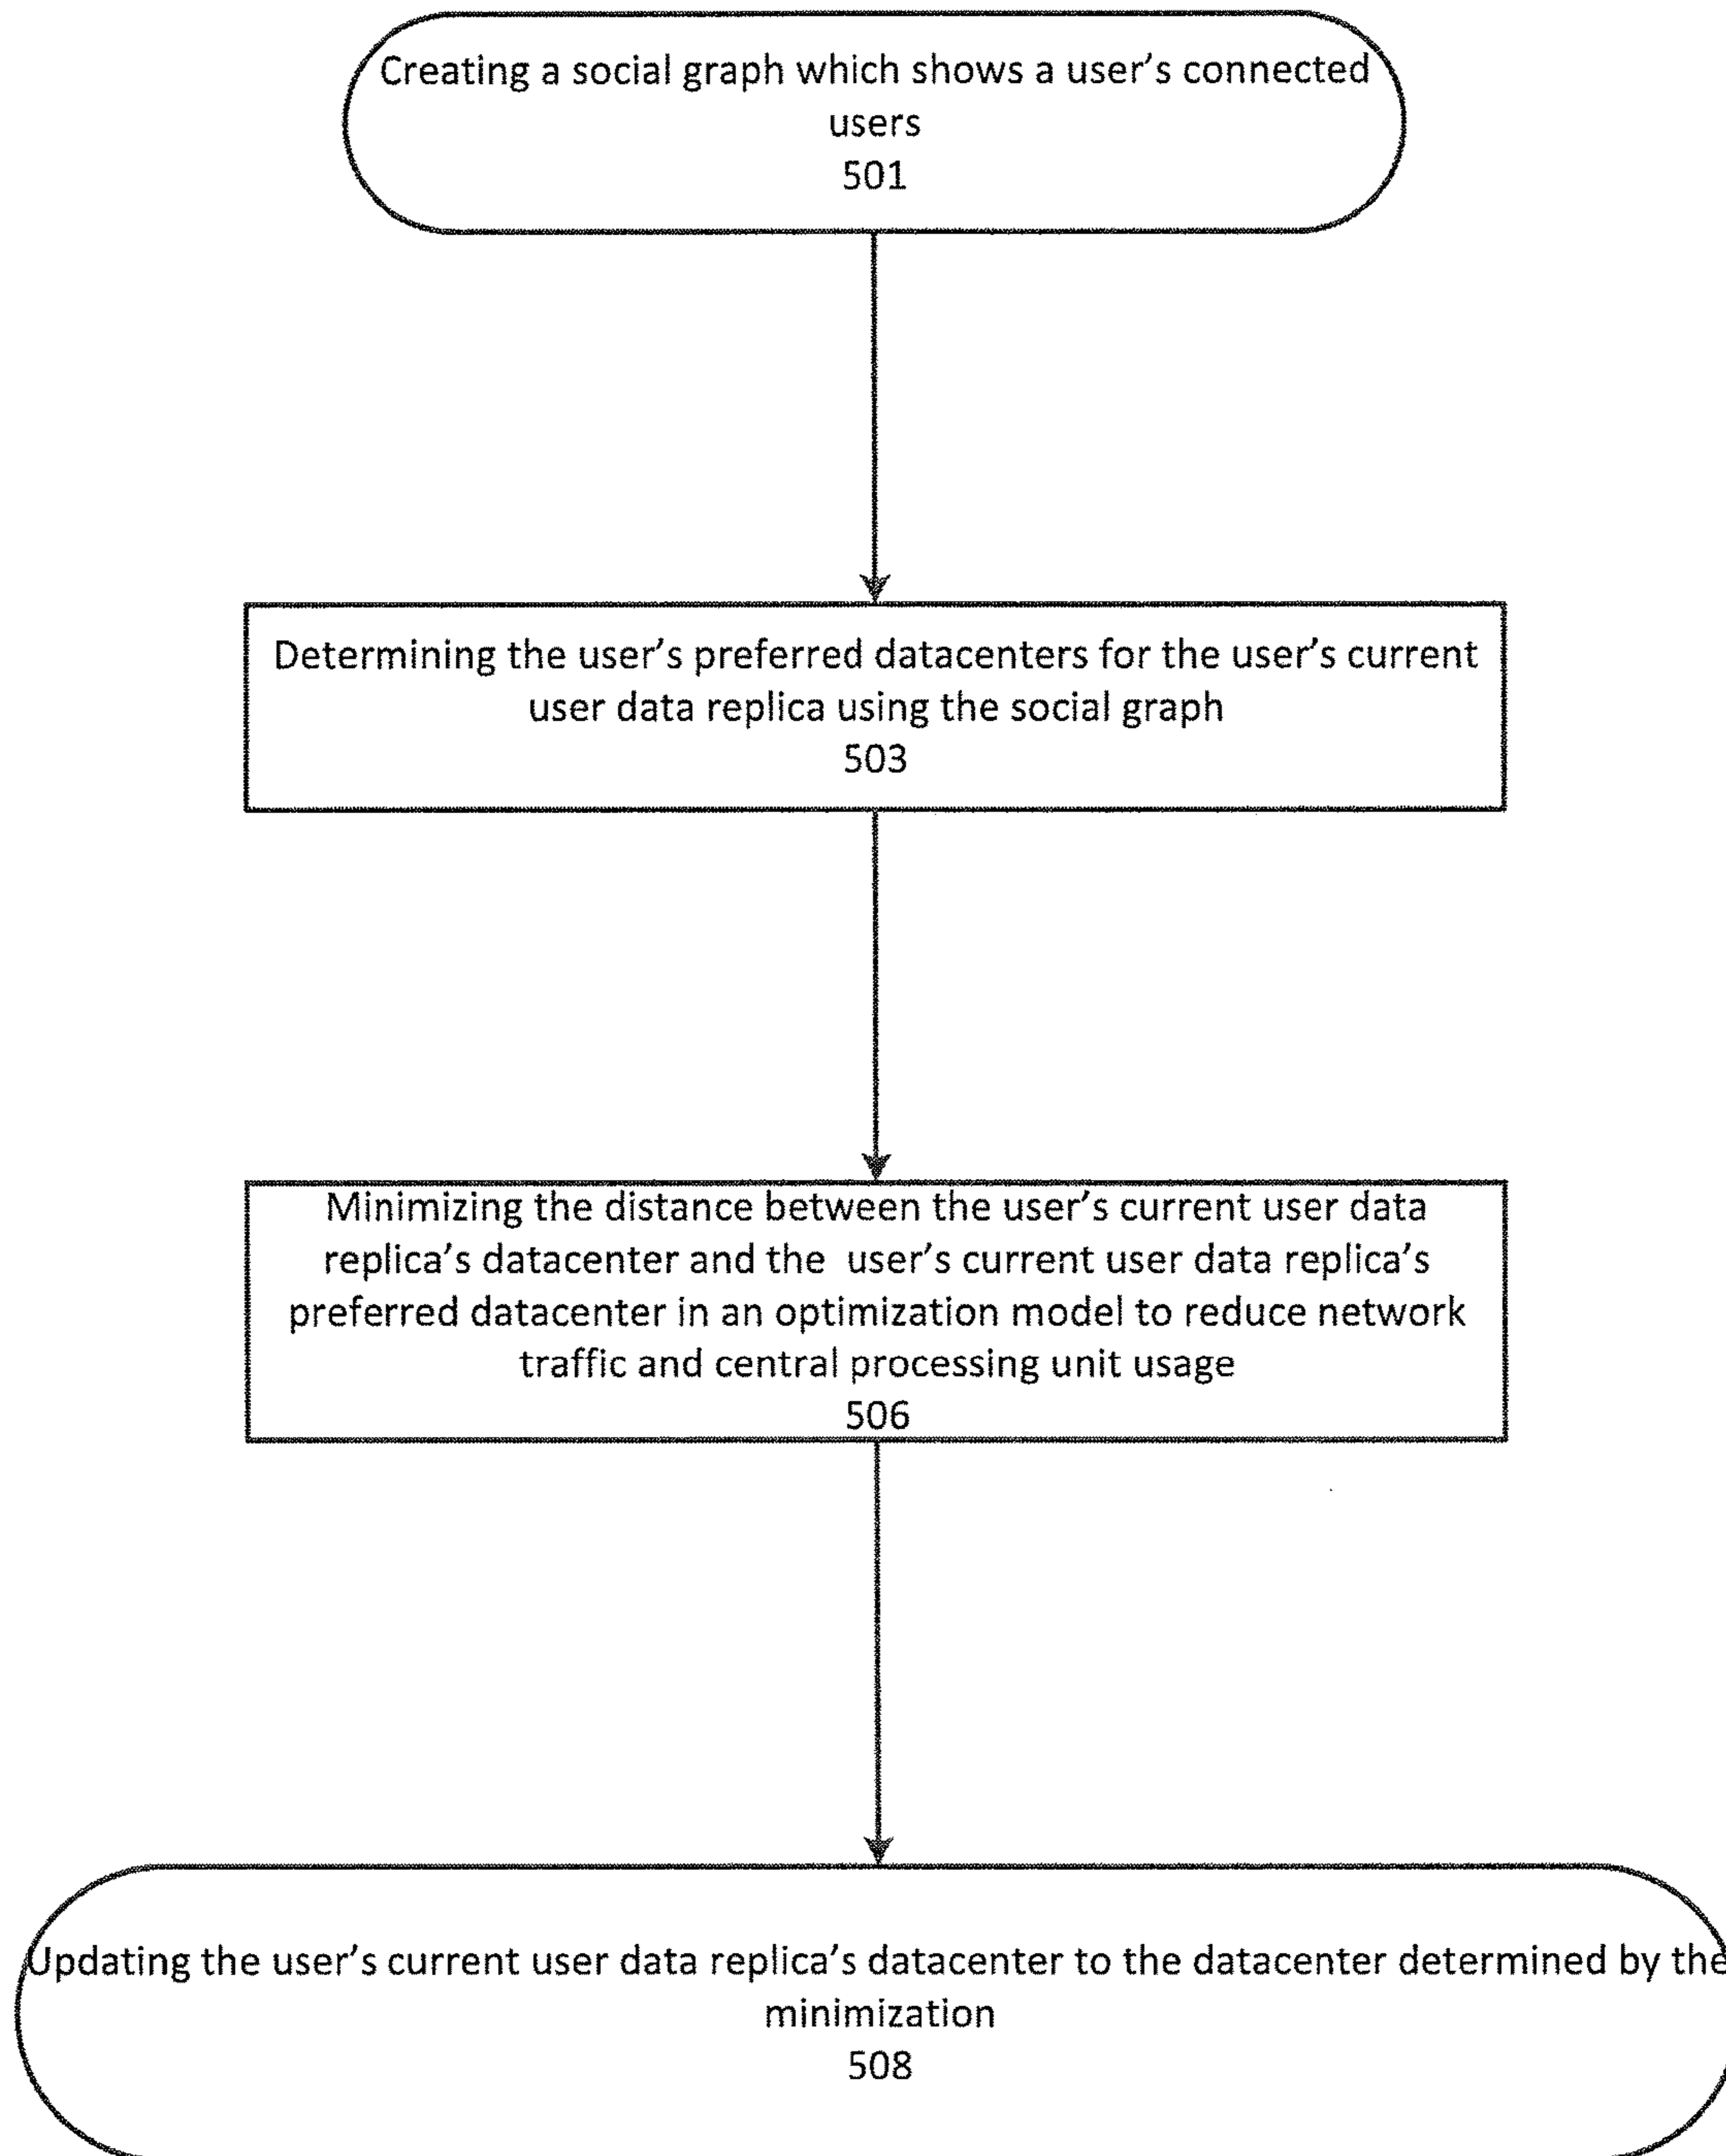 Creating a social graph which shows a user's connected
users
501
Determining the user's preferred datacenters for the user's current
user data replica using the social graph
503
Minimizing the distance between the user's current user data
replica's datacenter and the user's current user data replica's
preferred datacenter in an optimization model to reduce network
traffic and central processing unit usage
506
Updating the user's current user data replica's datacenter to the datacenter determined by the
minimization
508